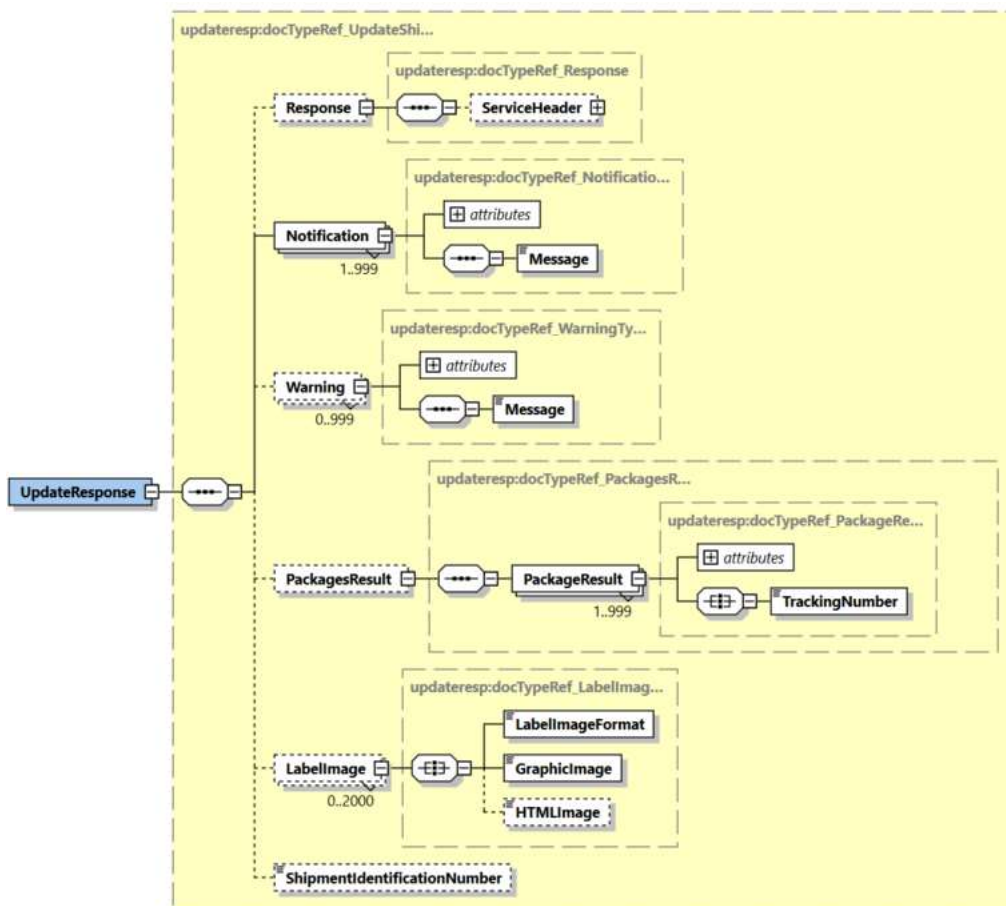 updateresp:docTypeRef_UpdateShi...
updateresp:docTypeRef_Response
Response
ServiceHeader
updateresp:docTypeRef_Notificatio...
attributes
Notification
1..999
Message
updateresp:docTypeRef_WarningTy...
attributes
Warning
0..999
Message
UpdateResponse
updateresp:docTypeRef_PackagesR...
updateresp:docTypeRef_PackageRe...
attributes
PackagesResult
PackageResult
1..999
TrackingNumber
updateresp:docTypeRef_LabelImag...
LabelImageFormat
LabelImage
0..2000
GraphicImage
HTMLImage
ShipmentIdentificationNumber